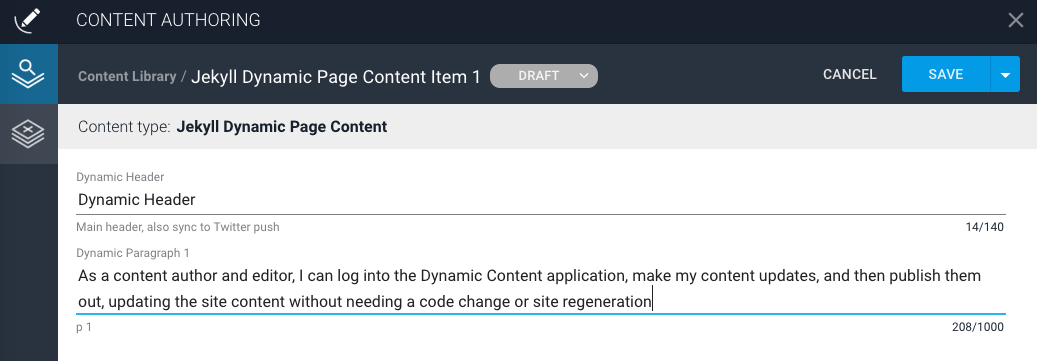 CONTENT AUTHORING
Content Library / Jekyll Dynamic Page Content Item 1 DRAFT CANCEL SAVE
Content type: Jekyll Dynamic Page Content
Dynamic Header
Dynamic Header
Main header, also sync to Twitter push 14/140
Dynamic Paragraph 1
As a content author and editor, I can log into the Dynamic Content application, make my content updates, and then publish them
out, updating the site content without needing a code change or site regeneration
p 1 208/1000